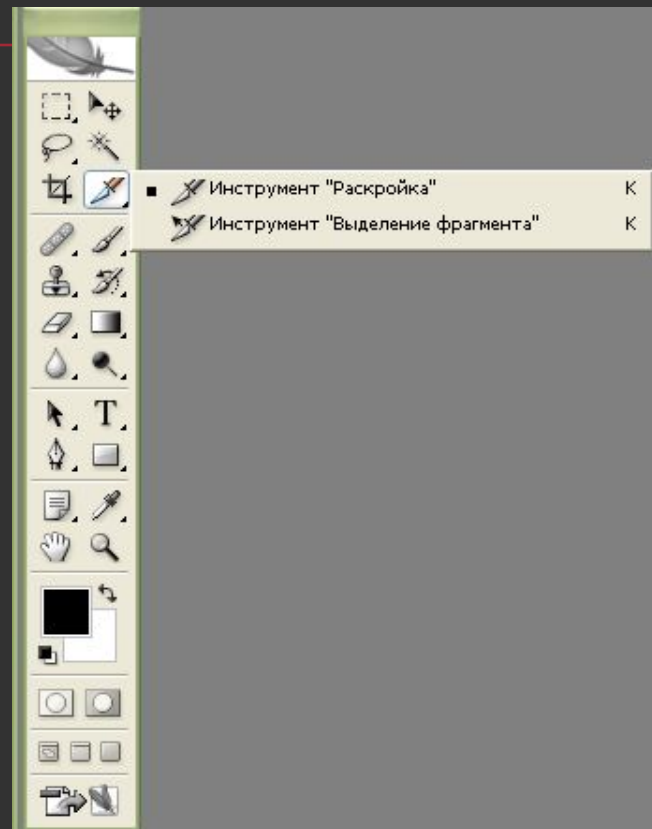 Инструмент "Раскройка" K
Инструмент "Выделение фрагмента" K
T